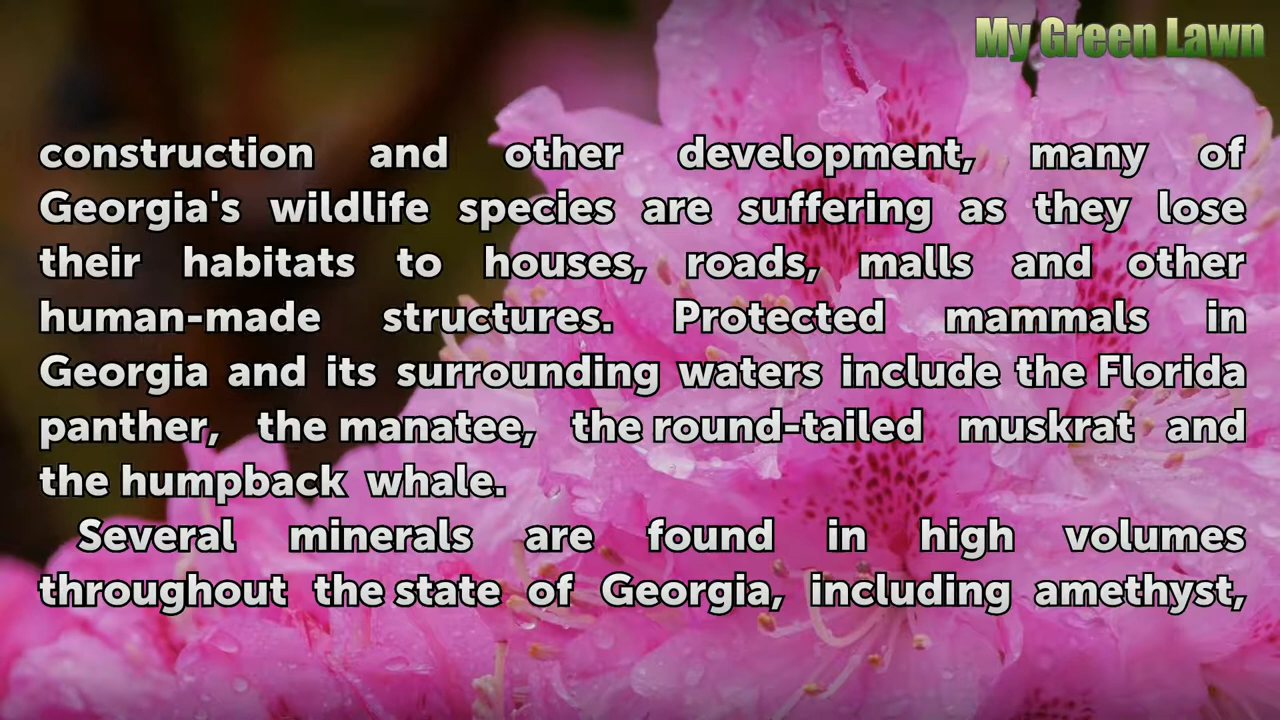 My Green Lawn
construction and other development, many of
Georgia's wildlife species are suffering as they lose
their habitats to houses, roads, malls and other
human-made structures. Protected mammals in
Georgia and its surrounding waters include the Florida
panther, the manatee, the round-tailed muskrat and
the humpback whale.
Several minerals are found in high volumes
throughout the state of Georgia, including amethyst,